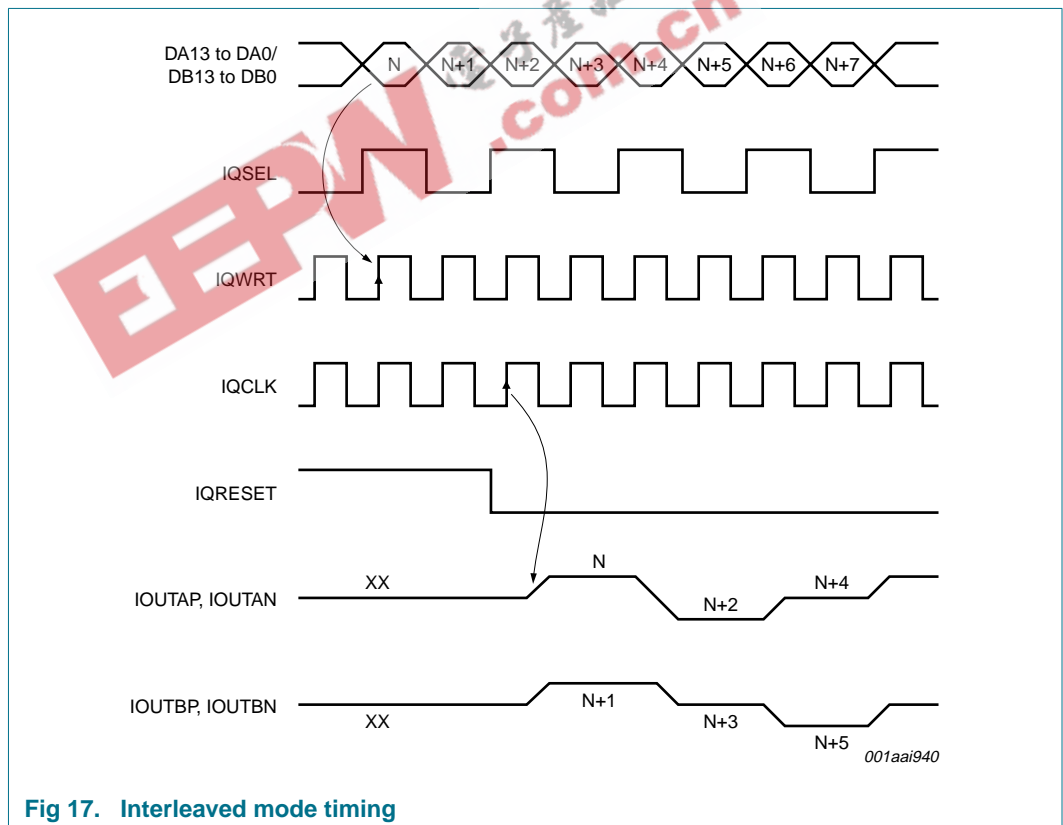 DA13 to DA0/
DB13 to DB0
N N+1 N+2 N+3 N+4 N+5 N+6 N+7
IQSEL
IQWRT
IQCLK
IQRESET
IOUTAP, IOUTAN
XX N N+2 N+4
IOUTBP, IOUTBN
XX N+1 N+3 N+5
001aai940
Fig 17. Interleaved mode timing
EEPW
.com.cn